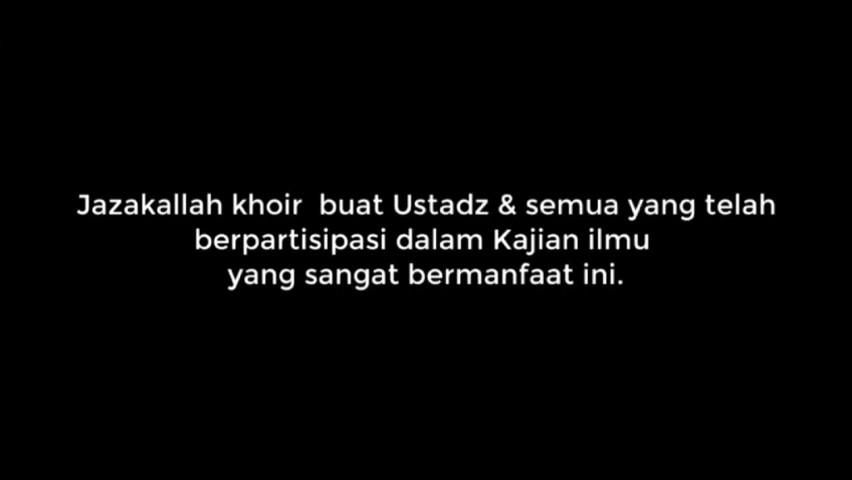 Jazakallah khoir  buat Ustadz & semua yang telah
berpartisipasi dalam Kajian ilmu
yang sangat bermanfaat ini.